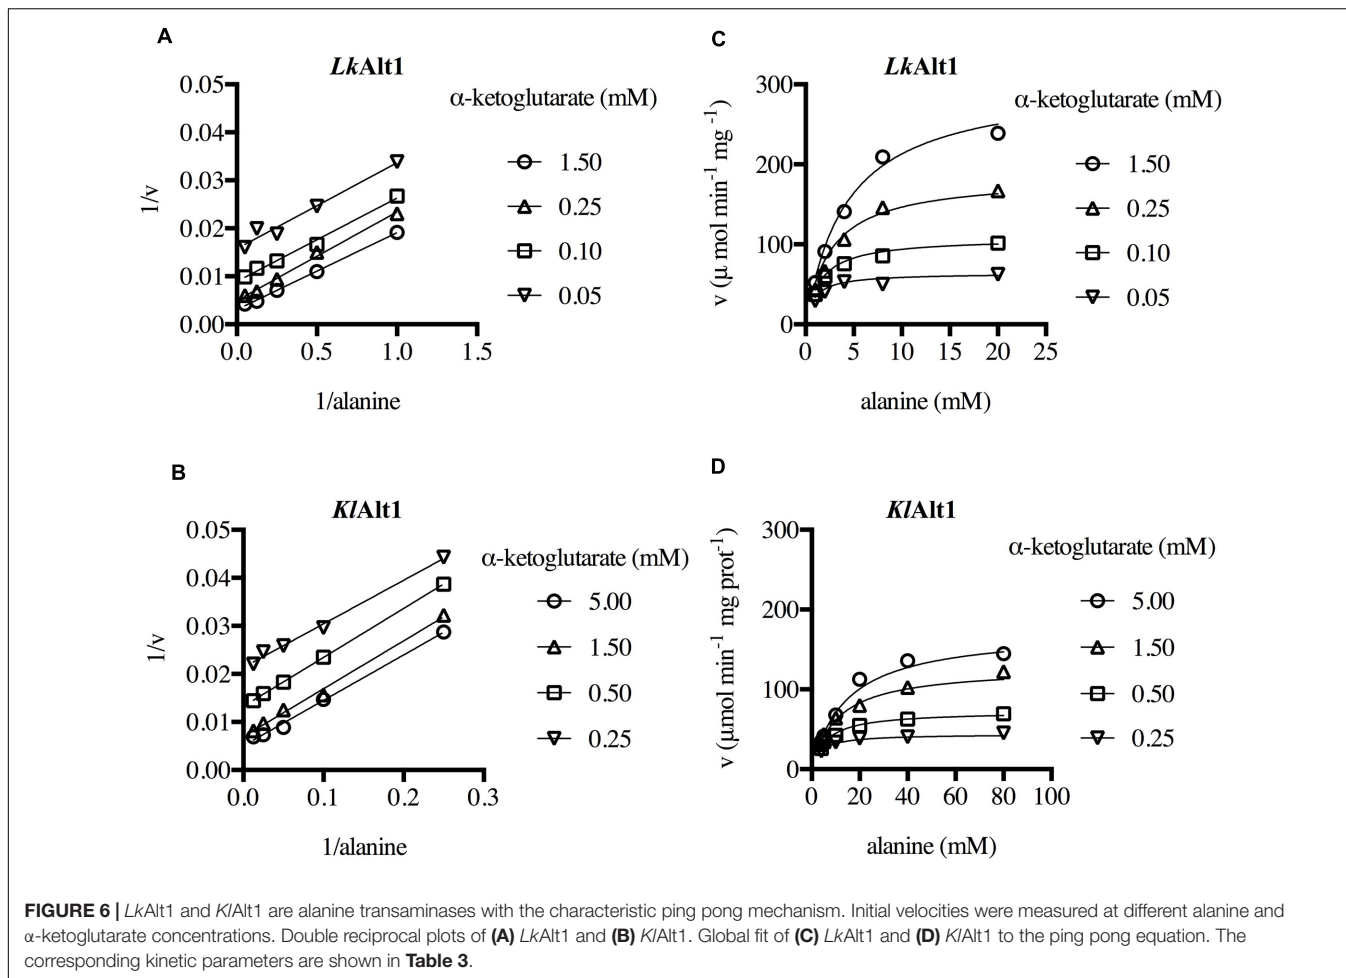 A
LkAlt1
α-ketoglutarate (mM)
1.50
0.25
0.10
0.05
0.05
0.04
0.03
0.02
0.01
0.00
1/v
0.0 0.5 1.0 1.5
1/alanine
C
LkAlt1
α-ketoglutarate (mM)
1.50
0.25
0.10
0.05
300
200
100
0
v (μ mol min⁻¹ mg ⁻¹)
0 5 10 15 20 25
alanine (mM)
B
KlAlt1
α-ketoglutarate (mM)
5.00
1.50
0.50
0.25
0.05
0.04
0.03
0.02
0.01
0.00
1/v
0.0 0.1 0.2 0.3
1/alanine
D
KlAlt1
α-ketoglutarate (mM)
5.00
1.50
0.50
0.25
300
200
100
0
v (μmol min⁻¹ mg prot⁻¹)
0 20 40 60 80 100
alanine (mM)
FIGURE 6 | LkAlt1 and KlAlt1 are alanine transaminases with the characteristic ping pong mechanism. Initial velocities were measured at different alanine and
α-ketoglutarate concentrations. Double reciprocal plots of (A) LkAlt1 and (B) KlAlt1. Global fit of (C) LkAlt1 and (D) KlAlt1 to the ping pong equation. The
corresponding kinetic parameters are shown in Table 3.